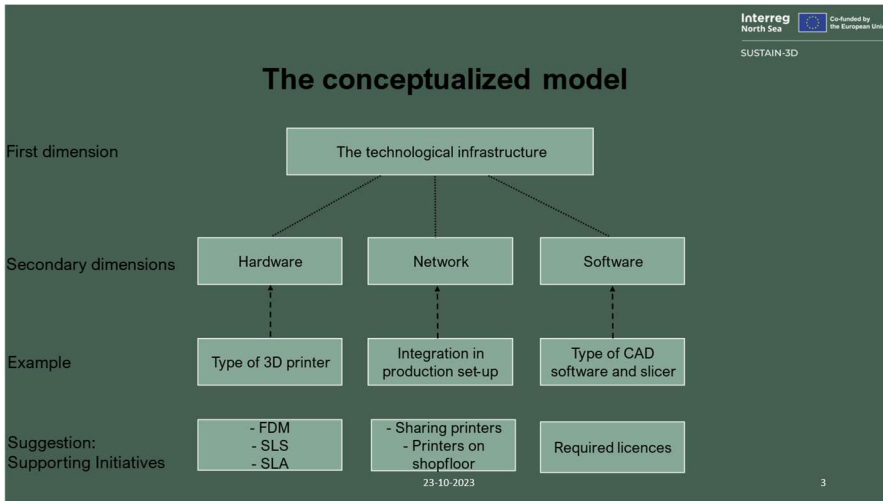 Interreg
North Sea
Co-funded by
the European Union
SUSTAIN-3D
The conceptualized model
First dimension
The technological infrastructure
Secondary dimensions
Hardware
Network
Software
Example
Type of 3D printer
Integration in
production set-up
Type of CAD
software and slicer
Suggestion:
Supporting Initiatives
- FDM
- SLS
- SLA
- Sharing printers
- Printers on
shopfloor
Required licences
23-10-2023
3